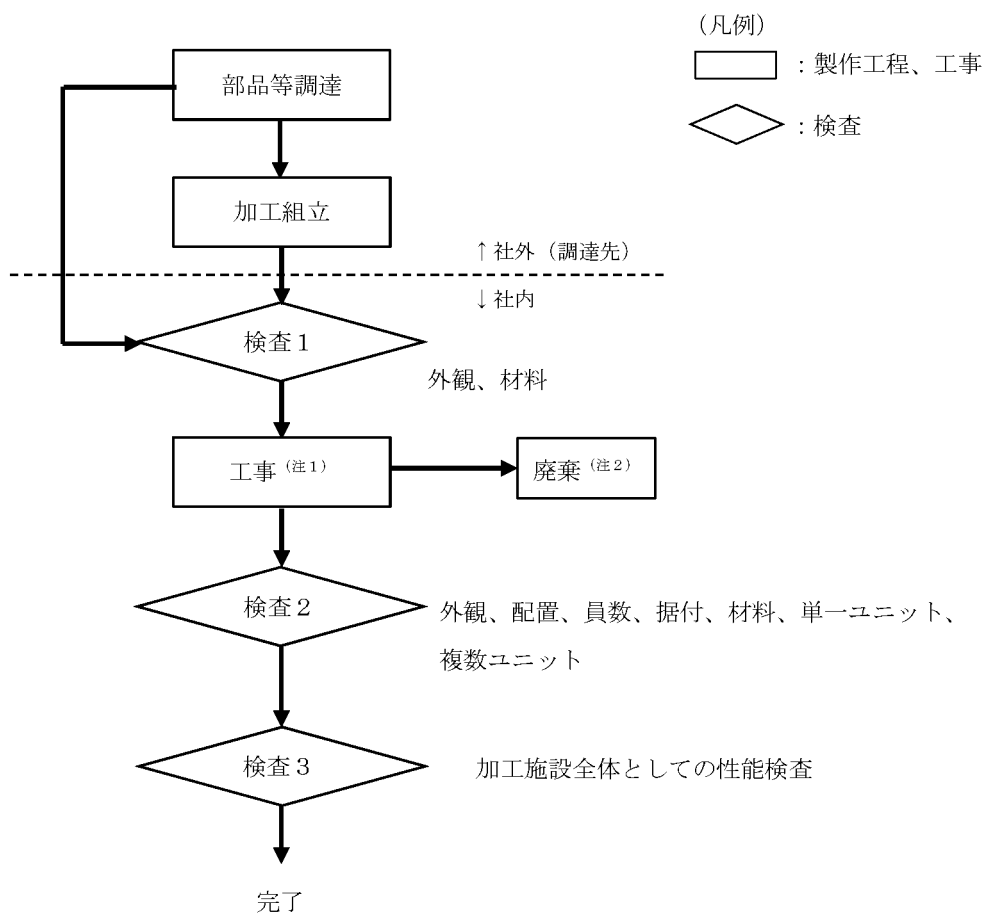 (凡例)
：製作工程、工事
：検査
部品等調達
加工組立
↑社外（調達先）
↓社内
検査１
外観、材料
工事（注１）
廃棄（注２）
検査２
外観、配置、員数、据付、材料、単一ユニット、
複数ユニット
検査３
加工施設全体としての性能検査
完了